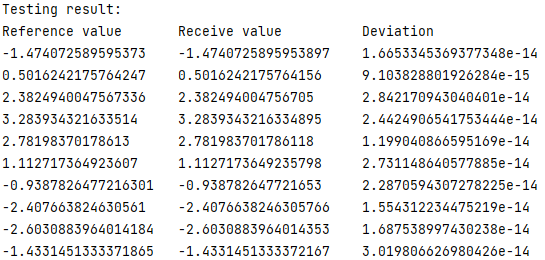 Testing result:
Reference value Receive value Deviation
-1.474072589595373 -1.4740725895953897 1.6653345369377348e-14
0.5016242175764247 0.5016242175764156 9.103828801926284e-15
2.3824940047567336 2.382494004756705 2.842170943040401e-14
3.283934321633514 3.2839343216334895 2.4424906541753444e-14
2.78198370178613 2.781983701786118 1.199040866595169e-14
1.112717364923607 1.1127173649235798 2.731148640577885e-14
-0.9387826477216301 -0.938782647721653 2.2870594307278225e-14
-2.407663824630561 -2.4076638246305766 1.554312234475219e-14
-2.6030883964014184 -2.6030883964014353 1.687538997430238e-14
-1.4331451333371865 -1.4331451333372167 3.019806626980426e-14